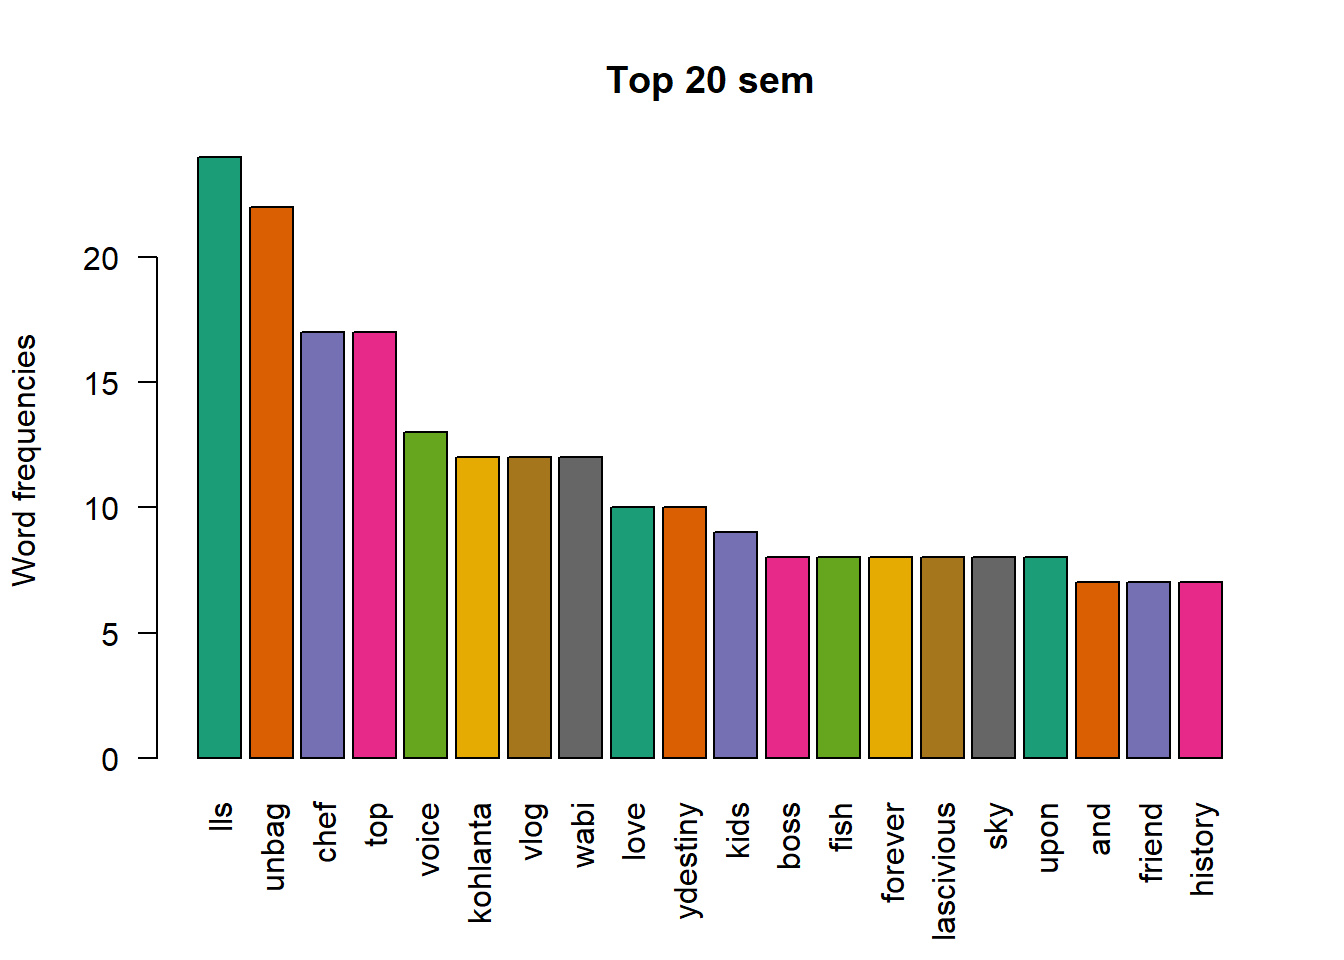 Top 20 sem
Word frequencies
20
15
10
5
0
lls
unbag
chef
top
voice
kohlanta
vlog
wabi
love
ydestiny
kids
boss
fish
forever
lascivious
sky
upon
and
friend
history